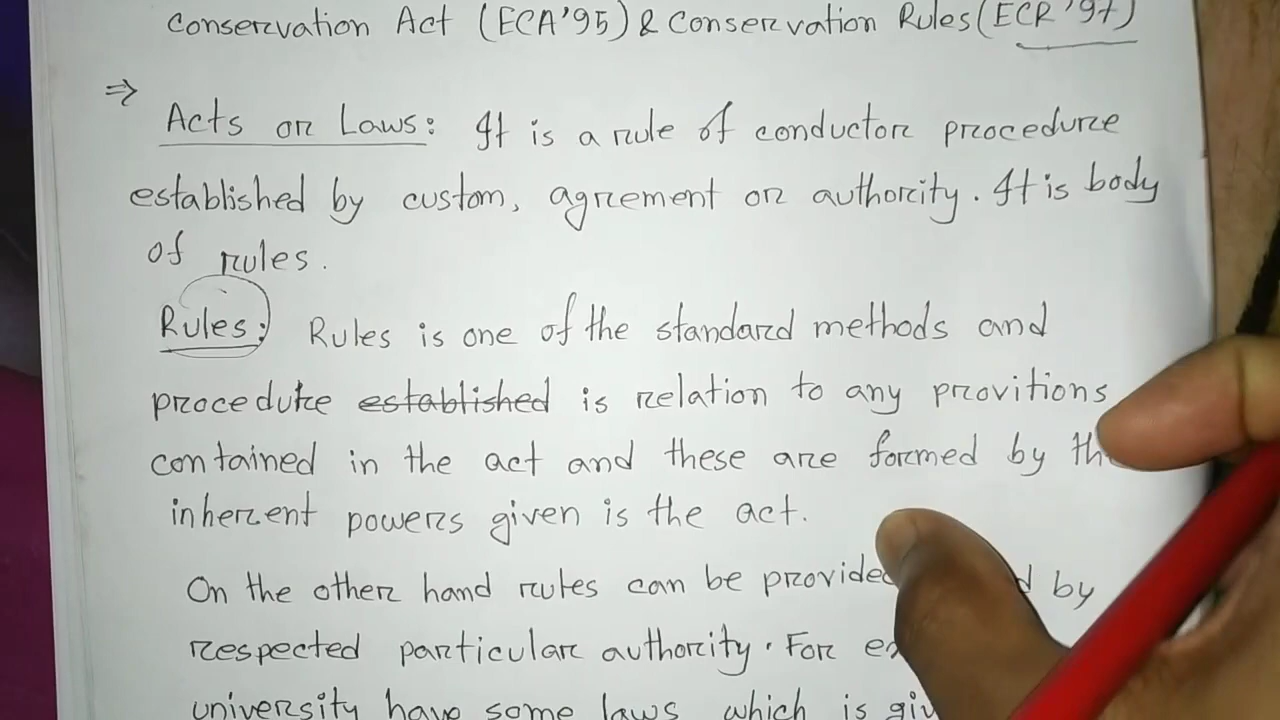 Conservation Act (ECA'95) & Conservation Rules (ECR'97)
⇒
Acts or Laws: It is a rule of conductor procedure
established by custom, agreement or authority. It is body
of rules.
Rules: Rules is one of the standard methods and
procedure established is relation to any provitions
contained in the act and these are formed by the
inherent powers given is the act.
On the other hand rules can be provided by
respected particular authority. For
university have some laws which is